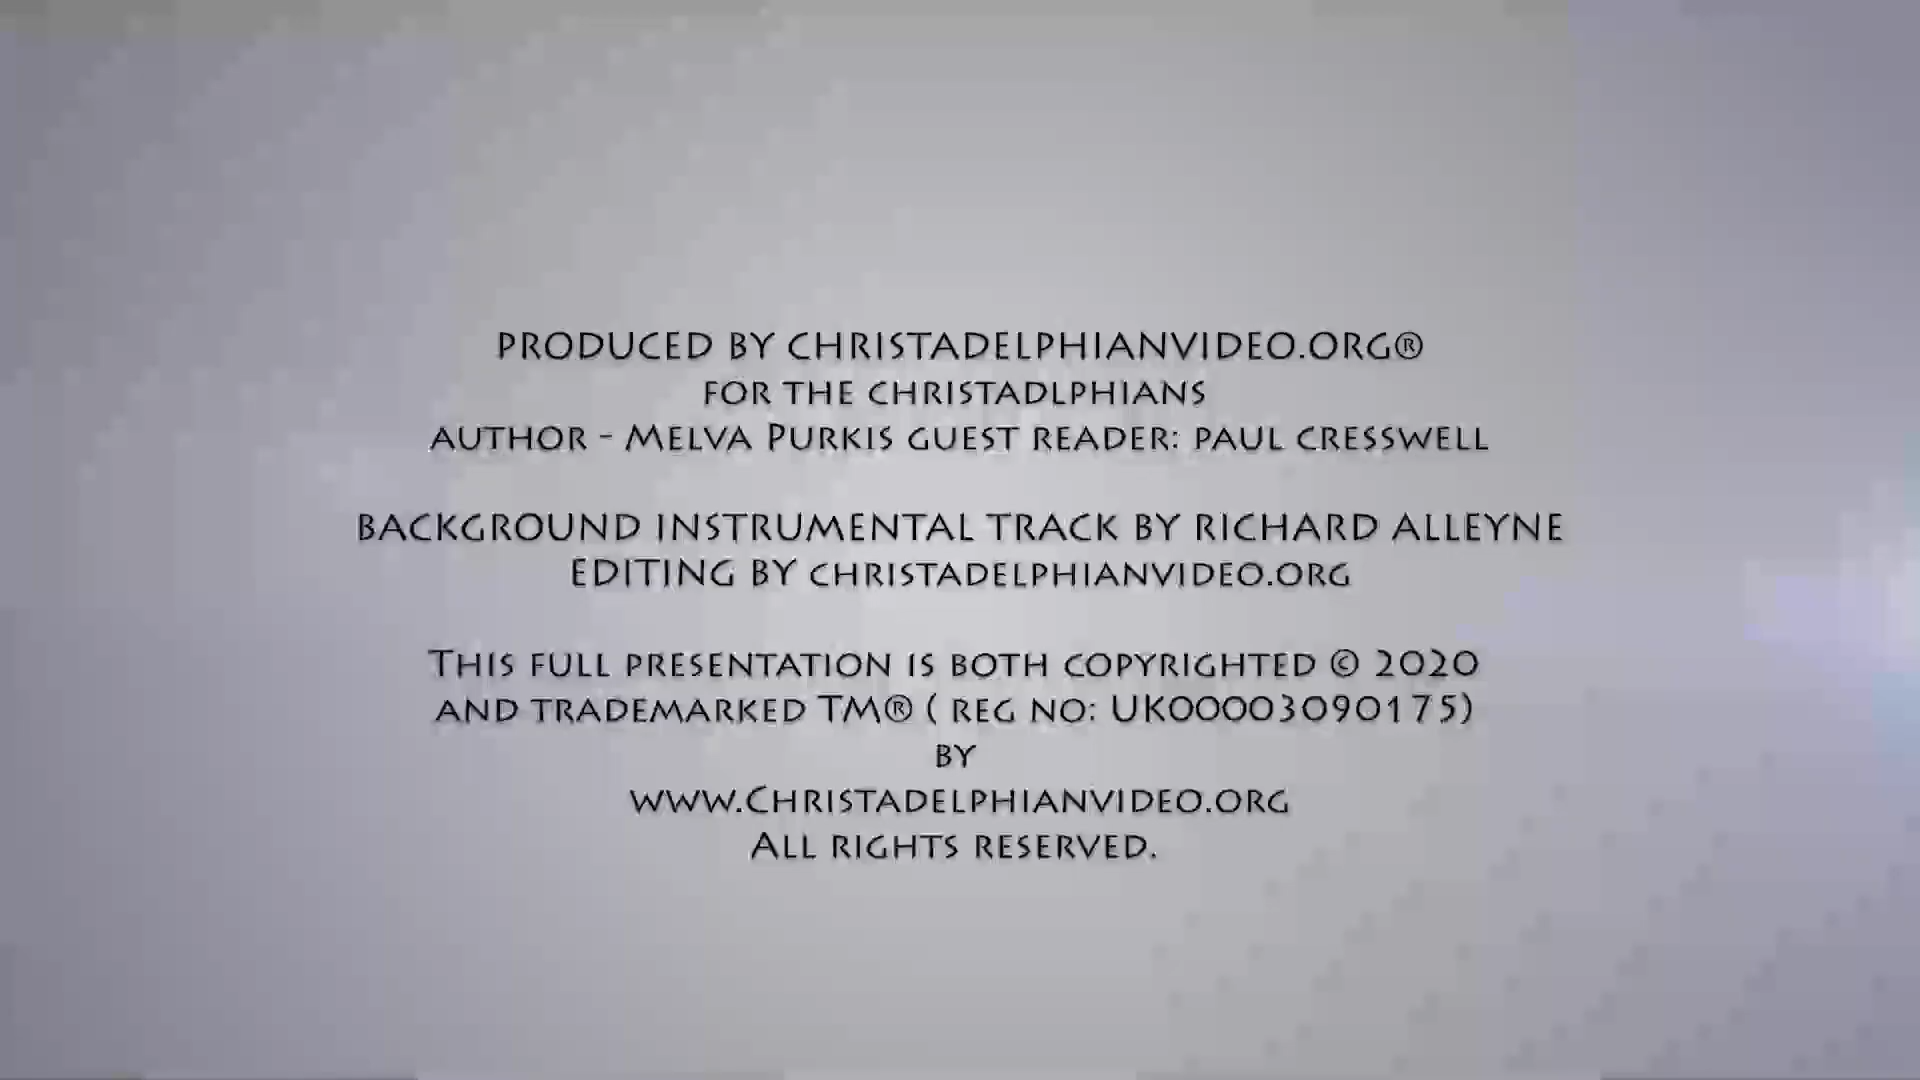 PRODUCED BY CHRISTADELPHIANVIDEO.ORG®
FOR THE CHRISTADLPHIANS
AUTHOR - MELVA PURKIS GUEST READER: PAUL CRESSWELL
BACKGROUND INSTRUMENTAL TRACK BY RICHARD ALLEYNE
EDITING BY CHRISTADELPHIANVIDEO.ORG
THIS FULL PRESENTATION IS BOTH COPYRIGHTED © 2020
AND TRADEMARKED TM® ( REG NO: UK00003090175)
BY
WWW.CHRISTADELPHIANVIDEO.ORG
ALL RIGHTS RESERVED.